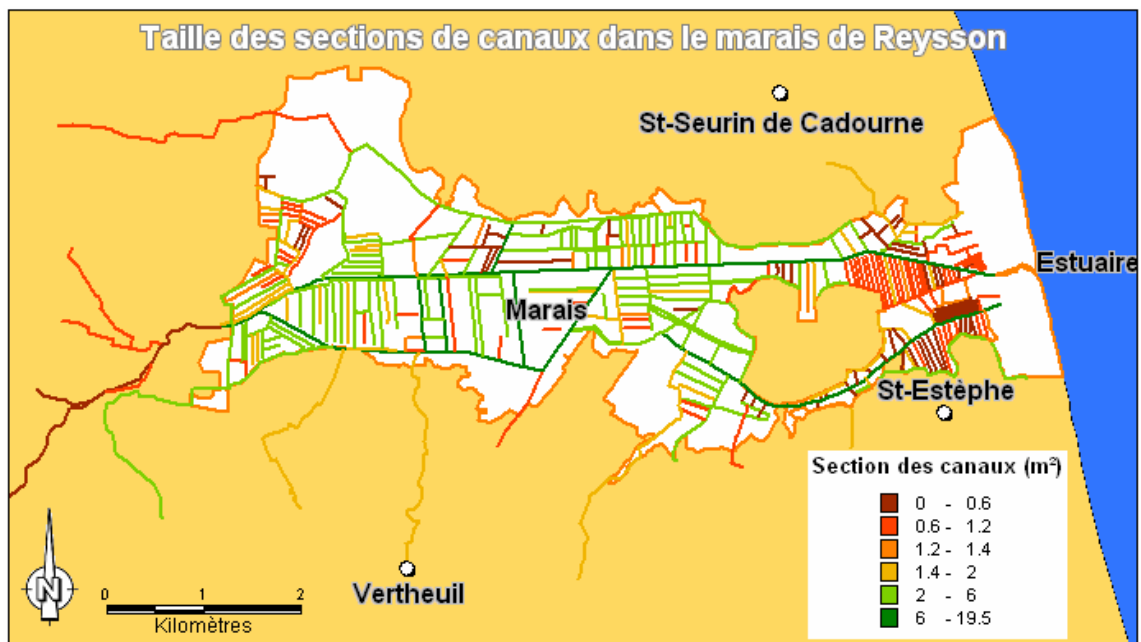 Taille des sections de canaux dans le marais de Reysson
St-Seurin de Cadourne
Estuaire
Marais
St-Estèphe
Section des canaux (m²)
0 - 0.6
0.6 - 1.2
1.2 - 1.4
1.4 - 2
2 - 6
6 - 19.5
N
0 1 2
Kilomètres
Vertheuil